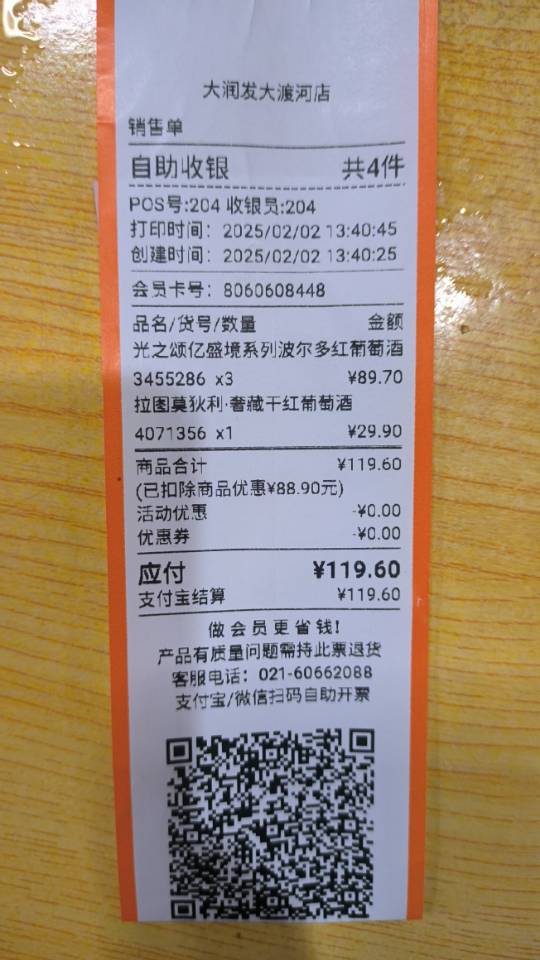 大润发大渡河店
销售单
自助收银 共4件
POS号:204 收银员:204
打印时间: 2025/02/02 13:40:45
创建时间: 2025/02/02 13:40:25
会员卡号: 8060608448
品名/货号/数量 金额
光之颂亿盛境系列波尔多红葡萄酒
3455286 x3 ¥89.70
拉图莫狄利·奢藏干红葡萄酒
4071356 x1 ¥29.90
商品合计 ¥119.60
(已扣除商品优惠¥88.90元)
活动优惠 -¥0.00
优惠券 -¥0.00
应付 ¥119.60
支付宝结算 ¥119.60
做会员更省钱!
产品有质量问题需持此票退货
客服电话: 021-60662088
支付宝/微信扫码自助开票